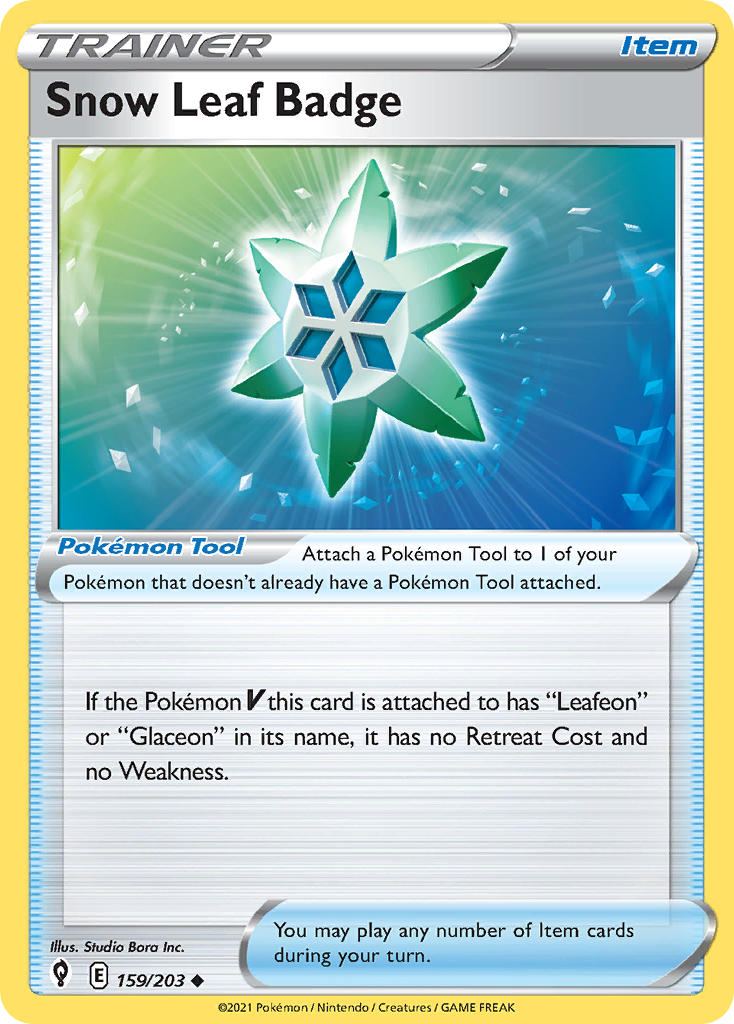 TRAINER
Item
Snow Leaf Badge
Pokémon Tool
Attach a Pokémon Tool to 1 of your
Pokémon that doesn't already have a Pokémon Tool attached.
If the Pokémon V this card is attached to has “Leafeon”
or “Glaceon” in its name, it has no Retreat Cost and
no Weakness.
You may play any number of Item cards
during your turn.
Illus. Studio Bora Inc.
E 159/203
©2021 Pokémon / Nintendo / Creatures / GAME FREAK